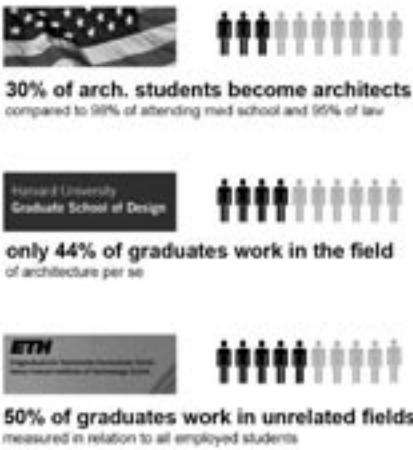 30% of arch. students become architects
compared to 98% of attending med school and 95% of law
Harvard University
Graduate School of Design
only 44% of graduates work in the field
of architecture per se
ETH
50% of graduates work in unrelated fields
measured in relation to all employed students